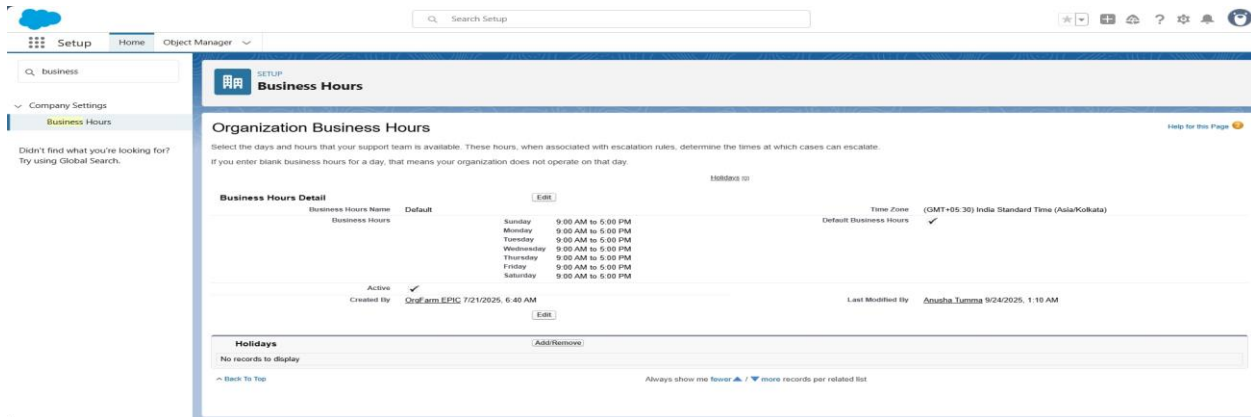 Search Setup
Setup Home Object Manager
business
Company Settings
Business Hours
Didn't find what you're looking for?
Try using Global Search.
SETUP
Business Hours
Organization Business Hours
Help for this Page
Select the days and hours that your support team is available. These hours, when associated with escalation rules, determine the times at which cases can escalate.
If you enter blank business hours for a day, that means your organization does not operate on that day.
Holidays [0]
Business Hours Detail Edit
Business Hours Name Default Time Zone (GMT+05:30) India Standard Time (Asia/Kolkata)
Business Hours Sunday 9:00 AM to 5:00 PM Default Business Hours ✓
Monday 9:00 AM to 5:00 PM
Tuesday 9:00 AM to 5:00 PM
Wednesday 9:00 AM to 5:00 PM
Thursday 9:00 AM to 5:00 PM
Friday 9:00 AM to 5:00 PM
Saturday 9:00 AM to 5:00 PM
Active ✓
Created By OrgFarm EPIC 7/21/2025, 6:40 AM Last Modified By Anusha Tumma 9/24/2025, 1:10 AM
Edit
Holidays Add/Remove
No records to display
^ Back To Top Always show me fewer ▲ / ▼ more records per related list